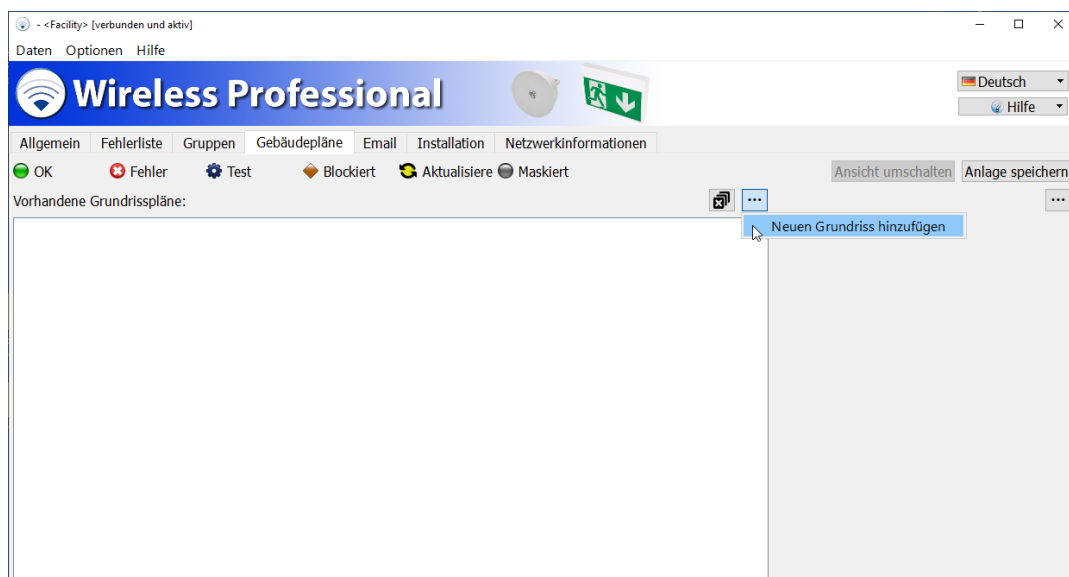 - <Facility> [verbunden und aktiv]
Daten Optionen Hilfe
Wireless Professional
Deutsch
Hilfe
Allgemein Fehlerliste Gruppen Gebäudepläne Email Installation Netzwerkinformationen
OK Fehler Test Blockiert Aktualisiere Maskiert Ansicht umschalten Anlage speichern
Vorhandene Grundrisspläne: ... ...
Neuen Grundriss hinzufügen